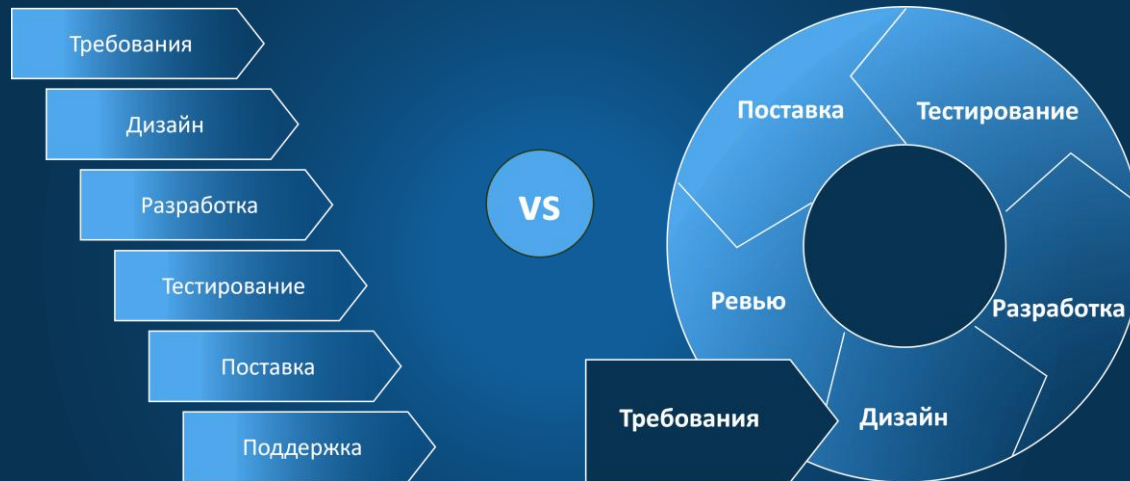 Требования
Дизайн
Разработка
Тестирование
Поставка
Поддержка
vs
Поставка
Тестирование
Ревью
Разработка
Требования
Дизайн